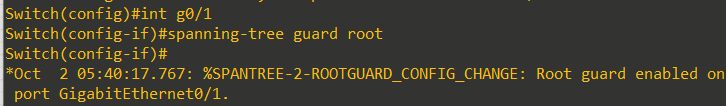 Switch(config)#int g0/1
Switch(config-if)#spanning-tree guard root
Switch(config-if)#
*Oct  2 05:40:17.767: %SPANTREE-2-ROOTGUARD_CONFIG_CHANGE: Root guard enabled on
 port GigabitEthernet0/1.